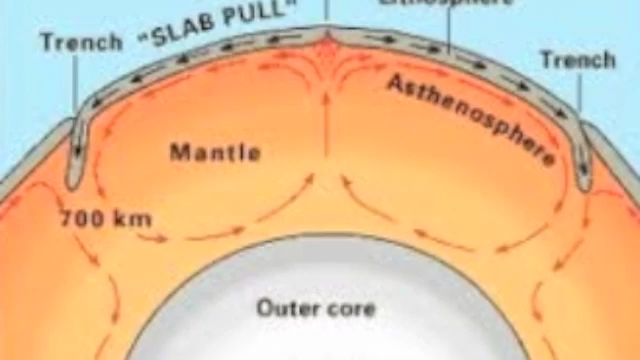 Lithosphere
Trench
"SLAB PULL"
Trench
Asthenosphere
Mantle
700 km
Outer core